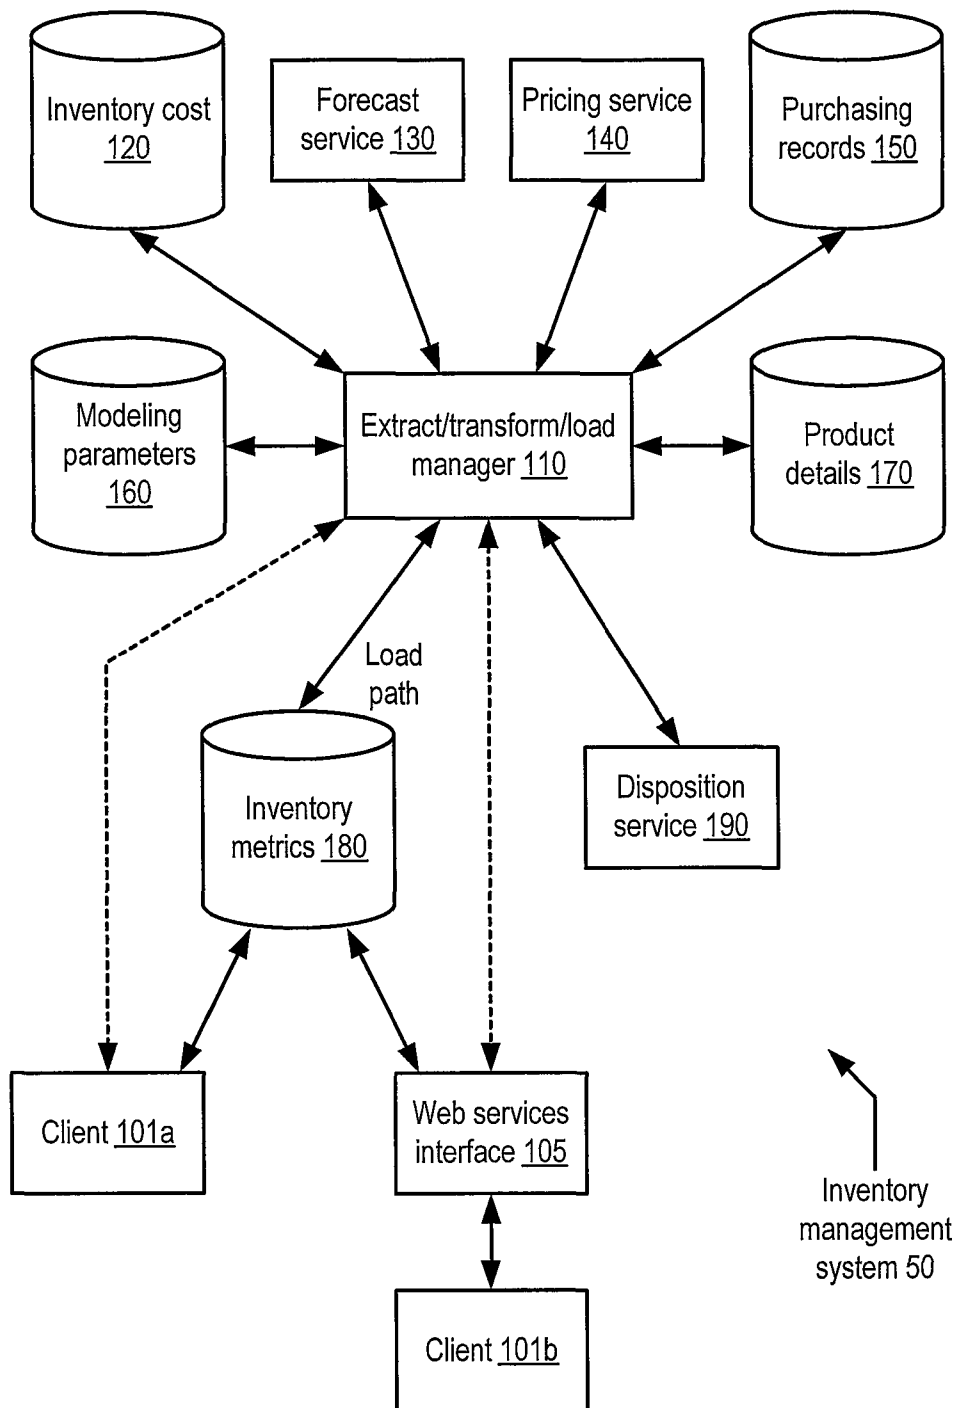 Inventory cost
120
Forecast
service 130
Pricing service
140
Purchasing
records 150
Modeling
parameters
160
Extract/transform/load
manager 110
Product
details 170
Load
path
Inventory
metrics 180
Disposition
service 190
Client 101a
Web services
interface 105
Inventory
management
system 50
Client 101b